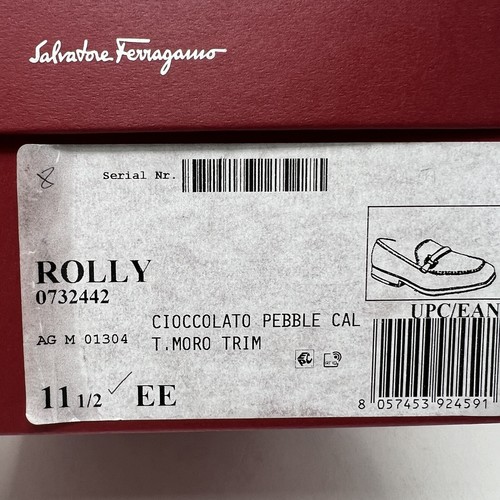 Salvatore Ferragamo
8
Serial Nr.
ROLLY
0732442
UPC/EAN
CIOCCOLATO PEBBLE CAL
AG M 01304
T.MORO TRIM
11 1/2 EE
8 057453 924591